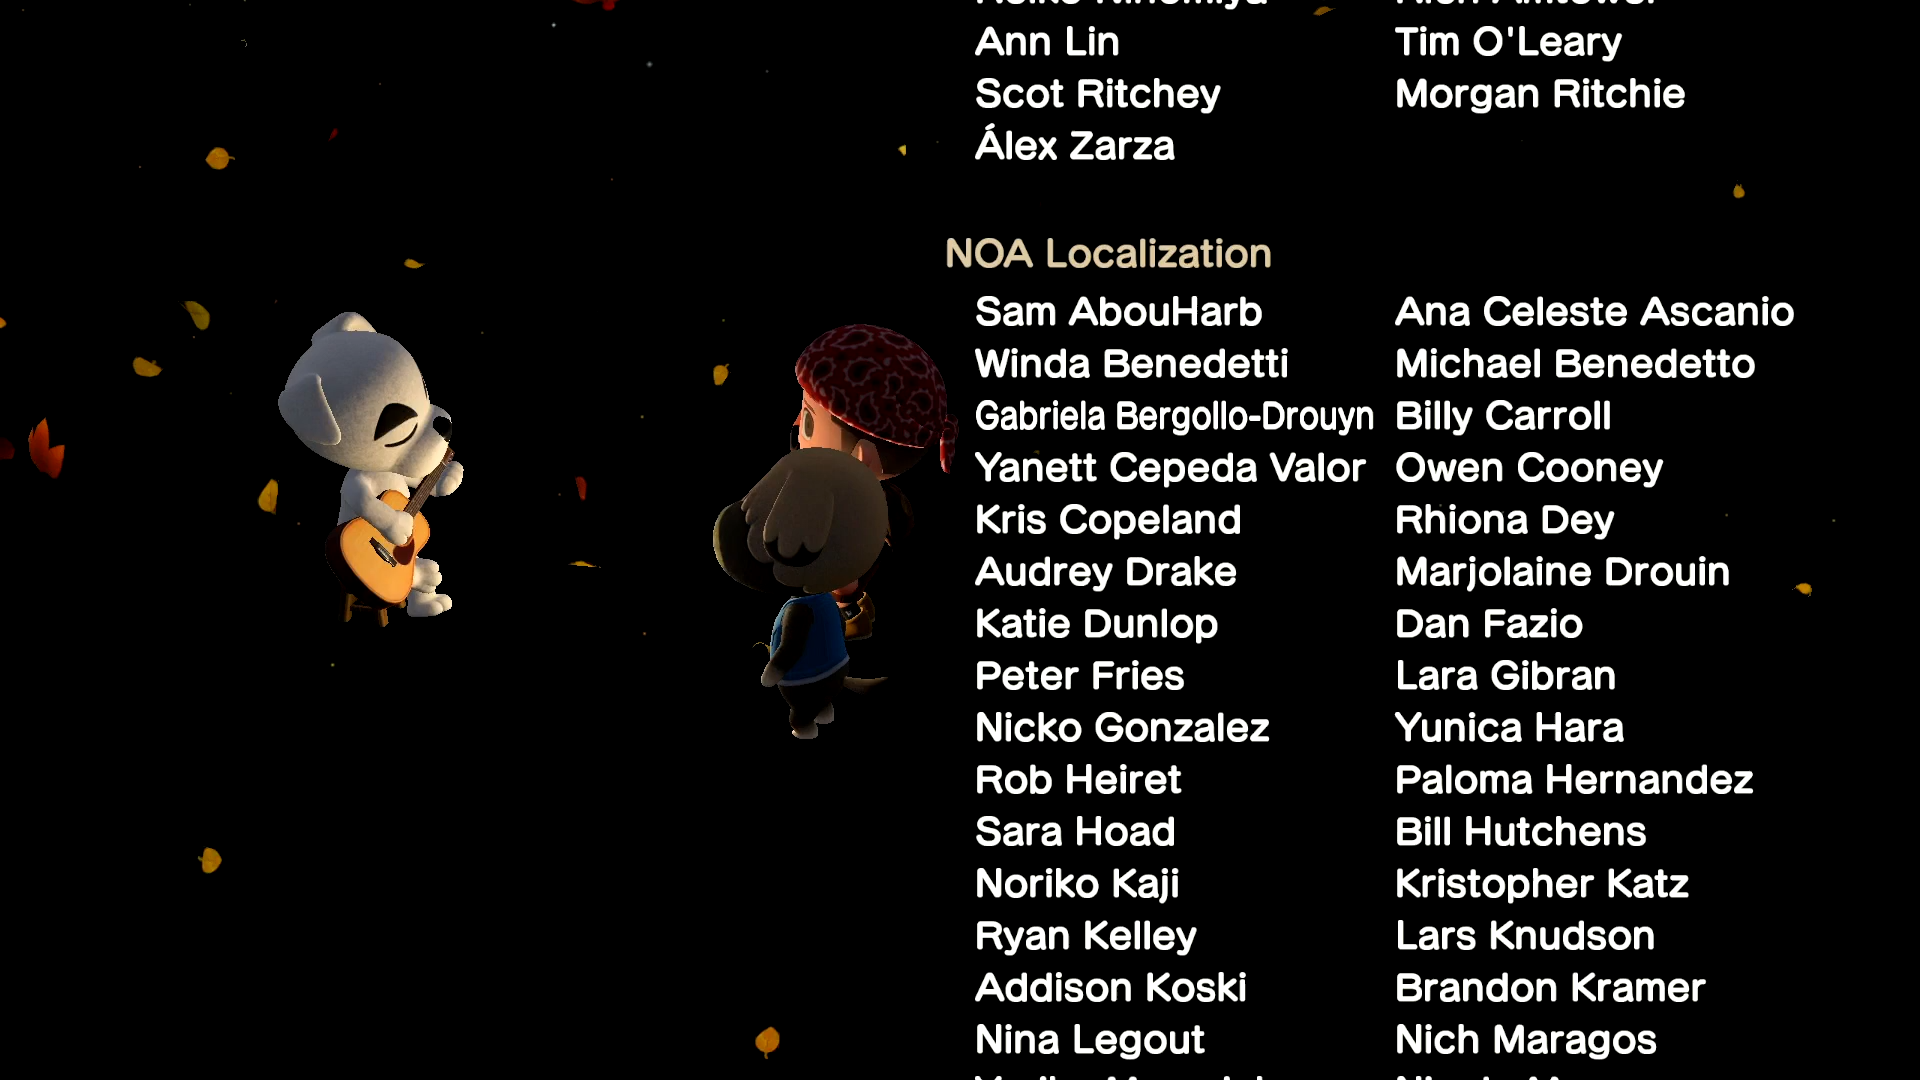 Ann Lin Tim O'Leary
Scot Ritchey Morgan Ritchie
Álex Zarza
NOA Localization
Sam AbouHarb Ana Celeste Ascanio
Winda Benedetti Michael Benedetto
Gabriela Bergollo-Drouyn Billy Carroll
Yanett Cepeda Valor Owen Cooney
Kris Copeland Rhiona Dey
Audrey Drake Marjolaine Drouin
Katie Dunlop Dan Fazio
Peter Fries Lara Gibran
Nicko Gonzalez Yunica Hara
Rob Heiret Paloma Hernandez
Sara Hoad Bill Hutchens
Noriko Kaji Kristopher Katz
Ryan Kelley Lars Knudson
Addison Koski Brandon Kramer
Nina Legout Nich Maragos